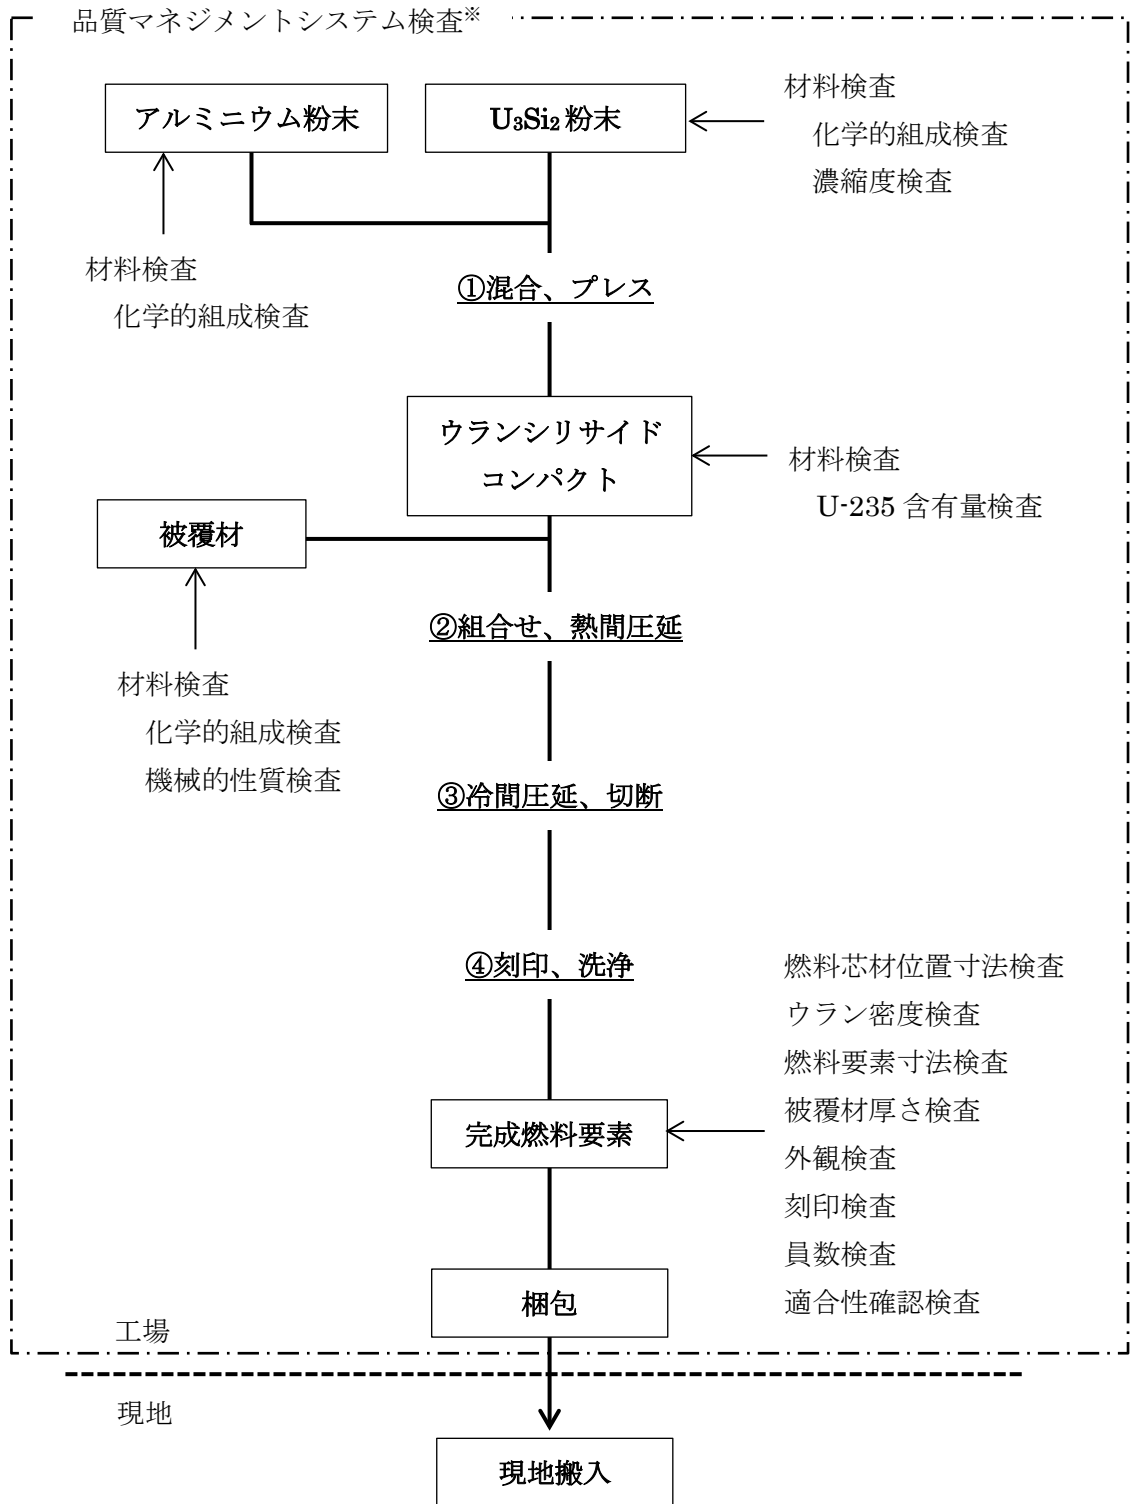 品質マネジメントシステム検査※
アルミニウム粉末
U₃Si₂粉末
材料検査
化学的組成検査
濃縮度検査
材料検査
化学的組成検査
①混合、プレス
ウランシリサイド
コンパクト
材料検査
U-235 含有量検査
被覆材
②組合せ、熱間圧延
材料検査
化学的組成検査
機械的性質検査
③冷間圧延、切断
④刻印、洗浄
燃料芯材位置寸法検査
ウラン密度検査
燃料要素寸法検査
被覆材厚さ検査
外観検査
刻印検査
員数検査
適合性確認検査
完成燃料要素
梱包
工場
現地
現地搬入